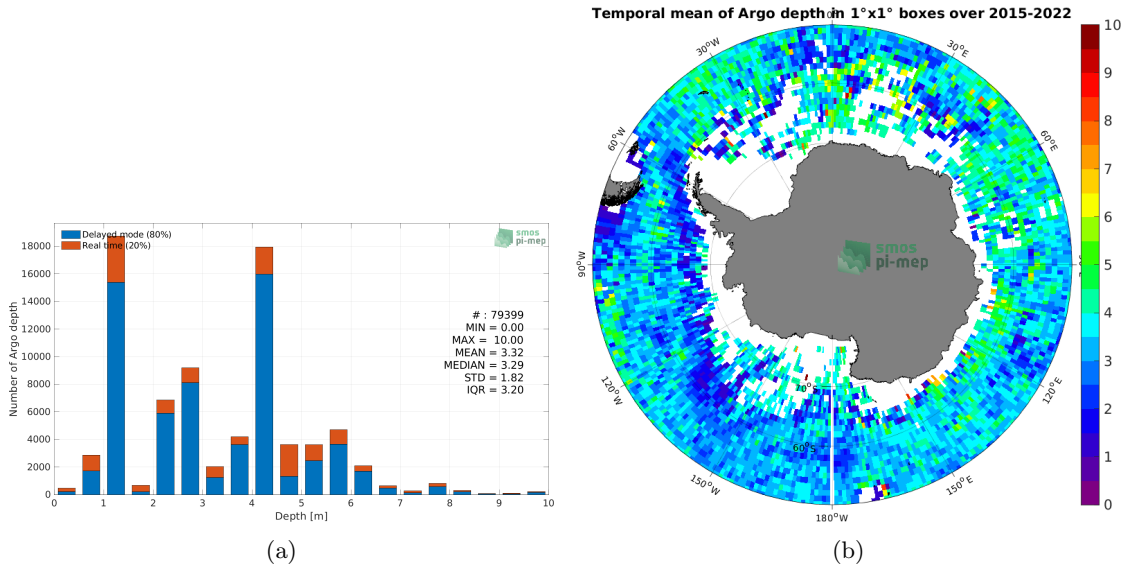 Temporal mean of Argo depth in 1°x1° boxes over 2015-2022
Delayed mode (80%)
Real time (20%)
smos
pi-mep
# : 79399
MIN = 0.00
MAX = 10.00
MEAN = 3.32
MEDIAN = 3.29
STD = 1.82
IQR = 3.20
Number of Argo depth
18000
16000
14000
12000
10000
8000
6000
4000
2000
0
0 1 2 3 4 5 6 7 8 9 10
Depth [m]
(a)
30°W
30°E
60°W
60°E
90°W
120°W
120°E
150°W
150°E
180°W
70°S
60°S
smos
pi-mep
10
9
8
7
6
5
4
3
2
1
0
(b)